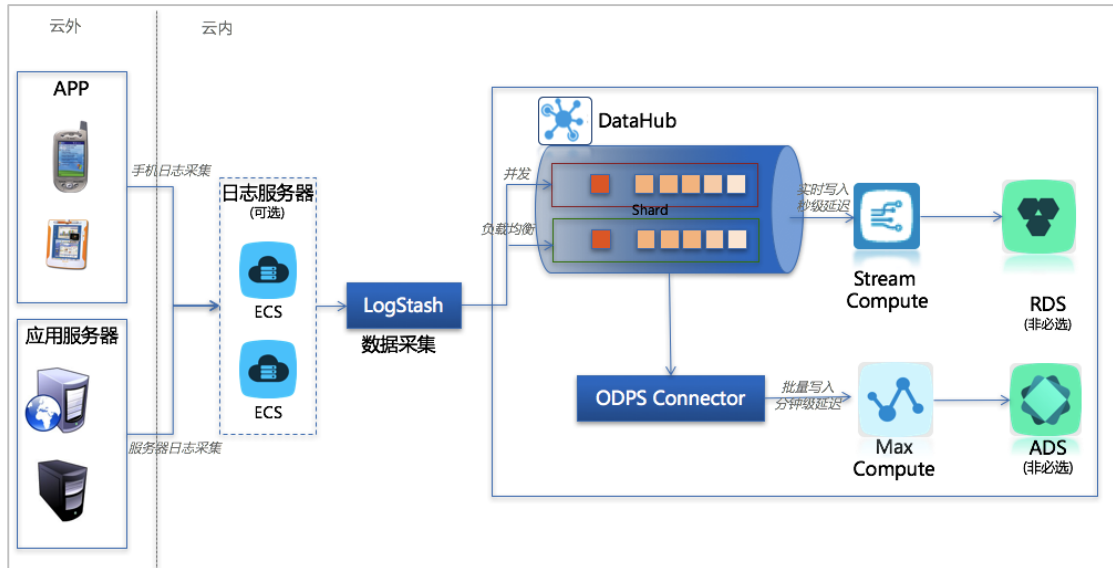 云外
云内
APP
手机日志采集
应用服务器
服务器日志采集
日志服务器
(可选)
ECS
ECS
LogStash
数据采集
DataHub
并发
负载均衡
Shard
实时写入
秒级延迟
Stream
Compute
RDS
(非必选)
ODPS Connector
批量写入
分钟级延迟
Max
Compute
ADS
(非必选)